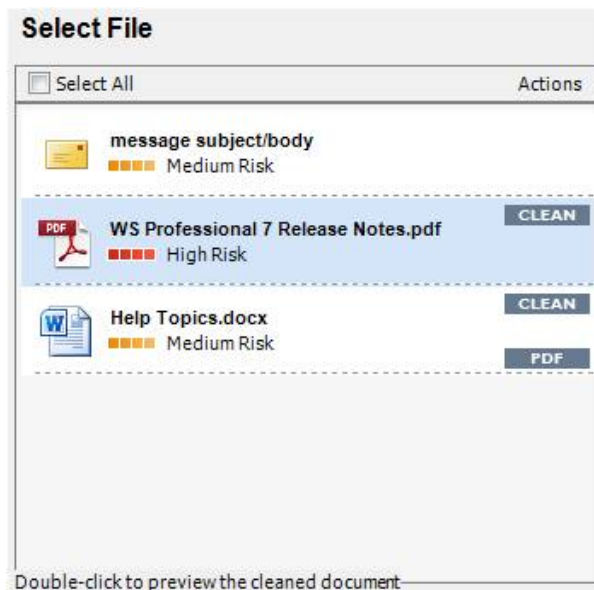 Select File
Select All Actions
message subject/body
Medium Risk
CLEAN
PDF WS Professional 7 Release Notes.pdf
High Risk
CLEAN
W Help Topics.docx
Medium Risk
PDF
Double-click to preview the cleaned document